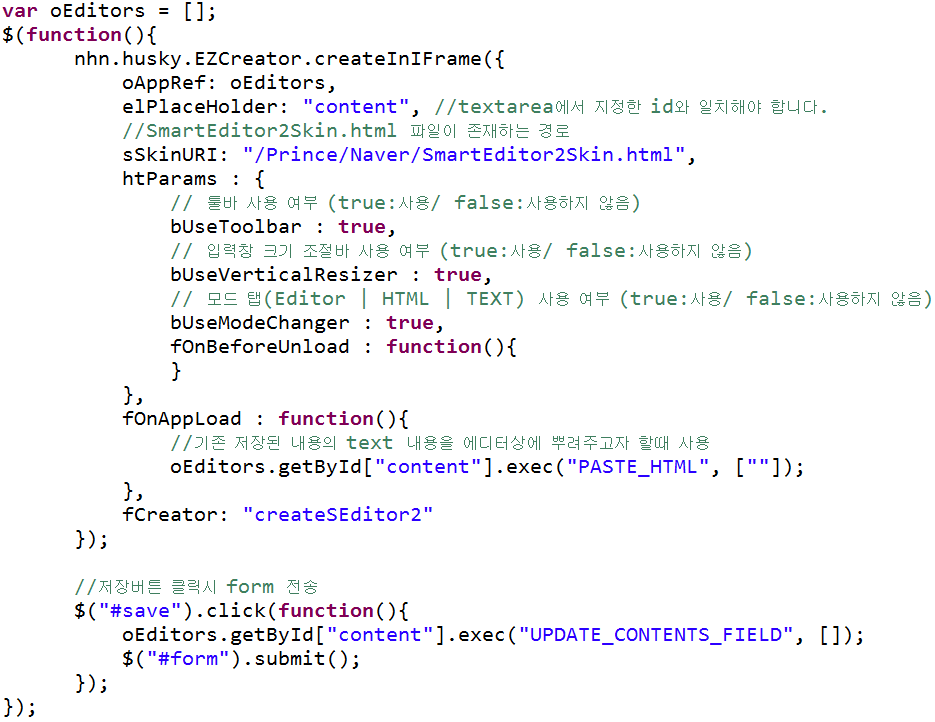 var oEditors = [];
$(function(){
      nhn.husky.EZCreator.createInIFrame({
          oAppRef: oEditors,
          elPlaceHolder: "content", //textarea에서 지정한 id와 일치해야 합니다.
          //SmartEditor2Skin.html 파일이 존재하는 경로
          sSkinURI: "/Prince/Naver/SmartEditor2Skin.html",
          htParams : {
              // 툴바 사용 여부 (true:사용/ false:사용하지 않음)
              bUseToolbar : true,
              // 입력창 크기 조절바 사용 여부 (true:사용/ false:사용하지 않음)
              bUseVerticalResizer : true,
              // 모드 탭(Editor | HTML | TEXT) 사용 여부 (true:사용/ false:사용하지 않음)
              bUseModeChanger : true,
              fOnBeforeUnload : function(){
              }
          },
          fOnAppLoad : function(){
              //기존 저장된 내용의 text 내용을 에디터상에 뿌려주고자 할때 사용
              oEditors.getById["content"].exec("PASTE_HTML", [""]);
          },
          fCreator: "createSEditor2"
      });

      //저장버튼 클릭시 form 전송
      $("#save").click(function(){
          oEditors.getById["content"].exec("UPDATE_CONTENTS_FIELD", []);
          $("#form").submit();
      });
});